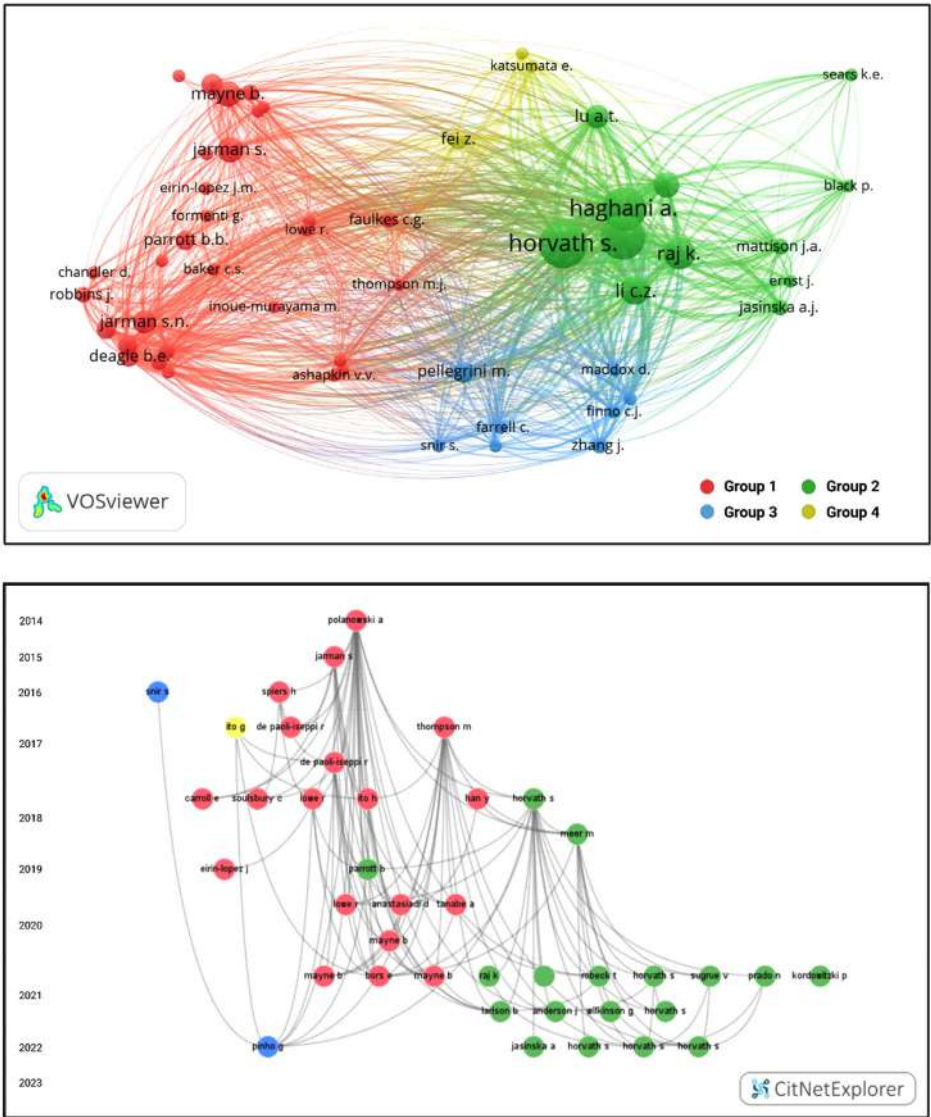 katsumata e.
sears k.e.
mayne b.
lu a.t.
fei z.
jarman s.
eirin-lopez j.m.
black p.
formenti g.
faulkes c.g.
haghani a.
lowe r.
parrott b.b.
horvath s.
raj k.
mattison j.a.
chandler d.
baker c.s.
thompson m.j.
ernst j.
robbins j.
li c.z.
inoue-murayama m.
jasinska a.j.
jarman s.n.
deagle b.e.
ashapkin v.v.
pellegrini m.
maddox d.
finno c.j.
farrell c.
snir s.
zhang j.
VOSviewer
Group 1
Group 2
Group 3
Group 4
2014
polanowski a
2015
jarman s
2016
snir s
spiers h
ito g
de paoli-iseppi r
thompson m
2017
de paoli-iseppi r
carroll e
soulsbury c
lowe r
ito h
han y
horvath s
2018
meer m
2019
eirin-lopez j
parrott b
lowe r
anastasiadi d
tanabe a
2020
mayne b
mayne b
bors e
mayne b
raj k
robeck t
horvath s
sugrue v
prado n
kordowitzki p
2021
larison b
anderson j
wilkinson g
horvath s
2022
pinho g
jasinska a
horvath s
horvath s
horvath s
2023
CitNetExplorer